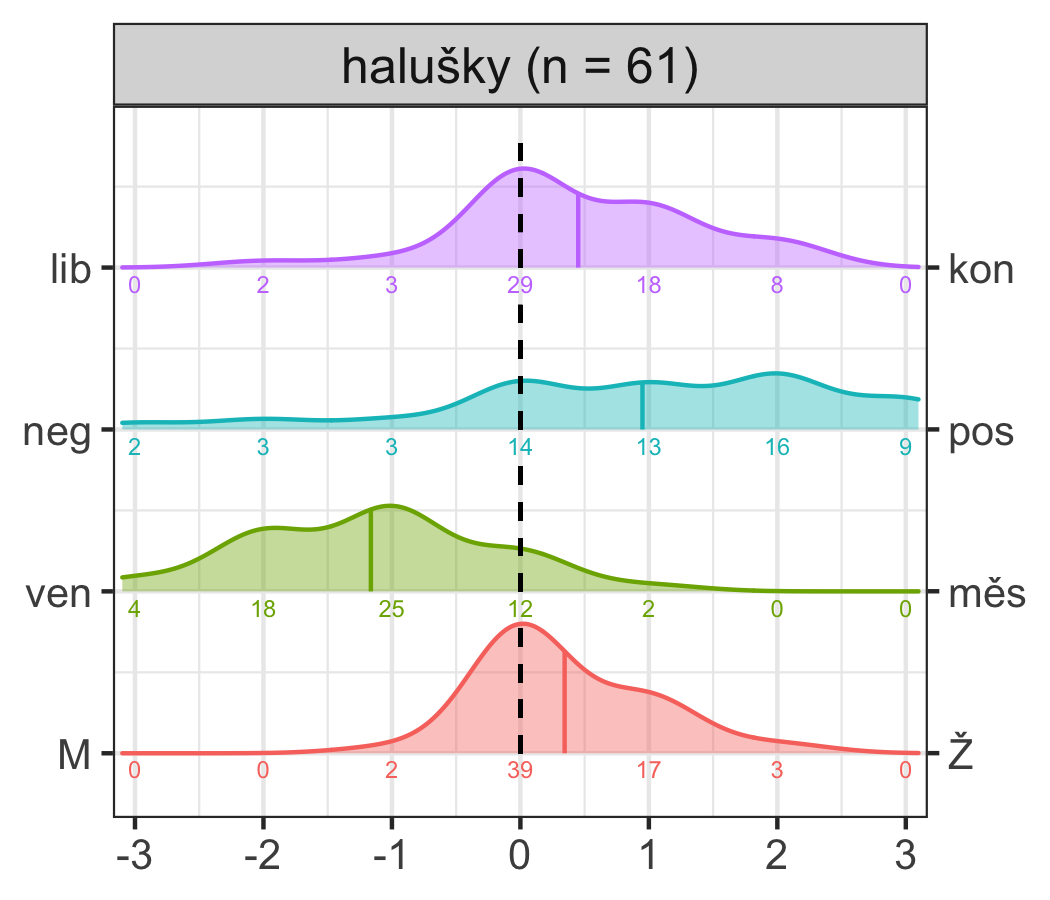 halušky (n = 61)
lib kon
0 2 3 29 18 8 0
neg pos
2 3 3 14 13 16 9
ven měs
4 18 25 12 2 0 0
M Ž
0 0 2 39 17 3 0
-3 -2 -1 0 1 2 3